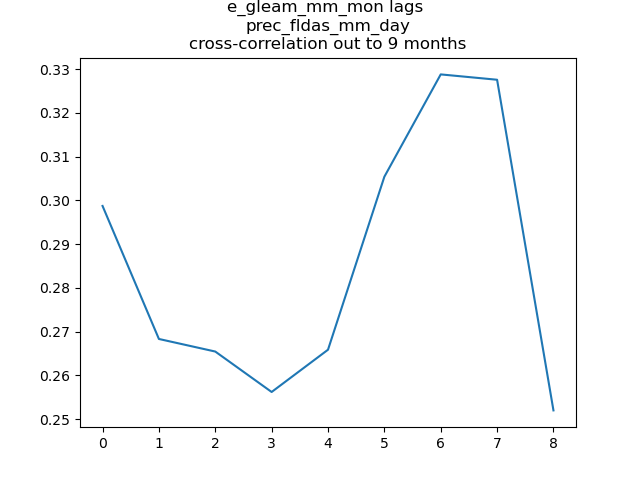 e_gleam_mm_mon lags
prec_fldas_mm_day
cross-correlation out to 9 months
0.33
0.32
0.31
0.30
0.29
0.28
0.27
0.26
0.25
0 1 2 3 4 5 6 7 8